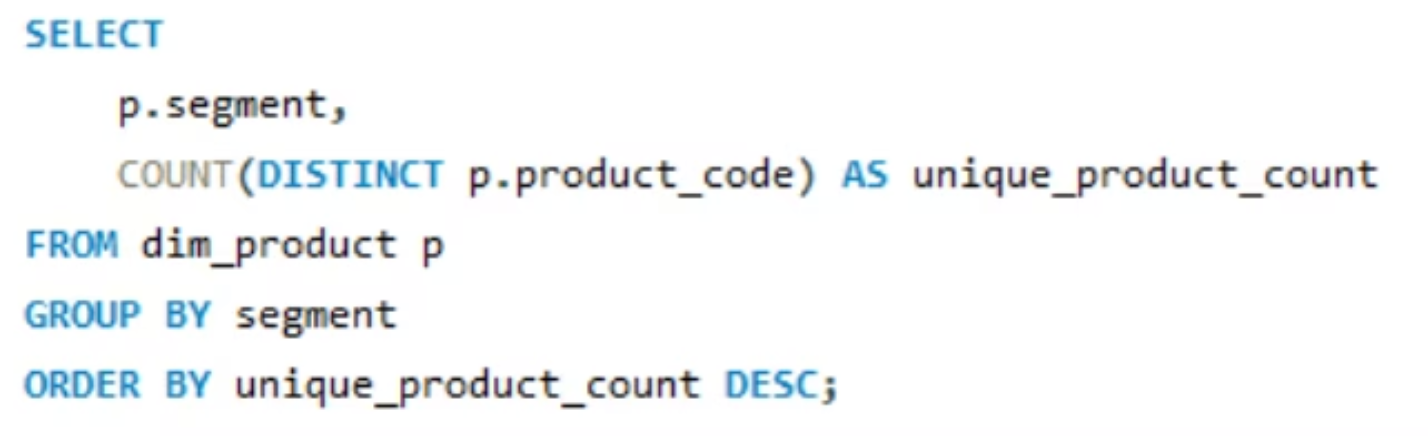 SELECT
p.segment,
COUNT(DISTINCT p.product_code) AS unique_product_count
FROM dim_product p
GROUP BY segment
ORDER BY unique_product_count DESC;